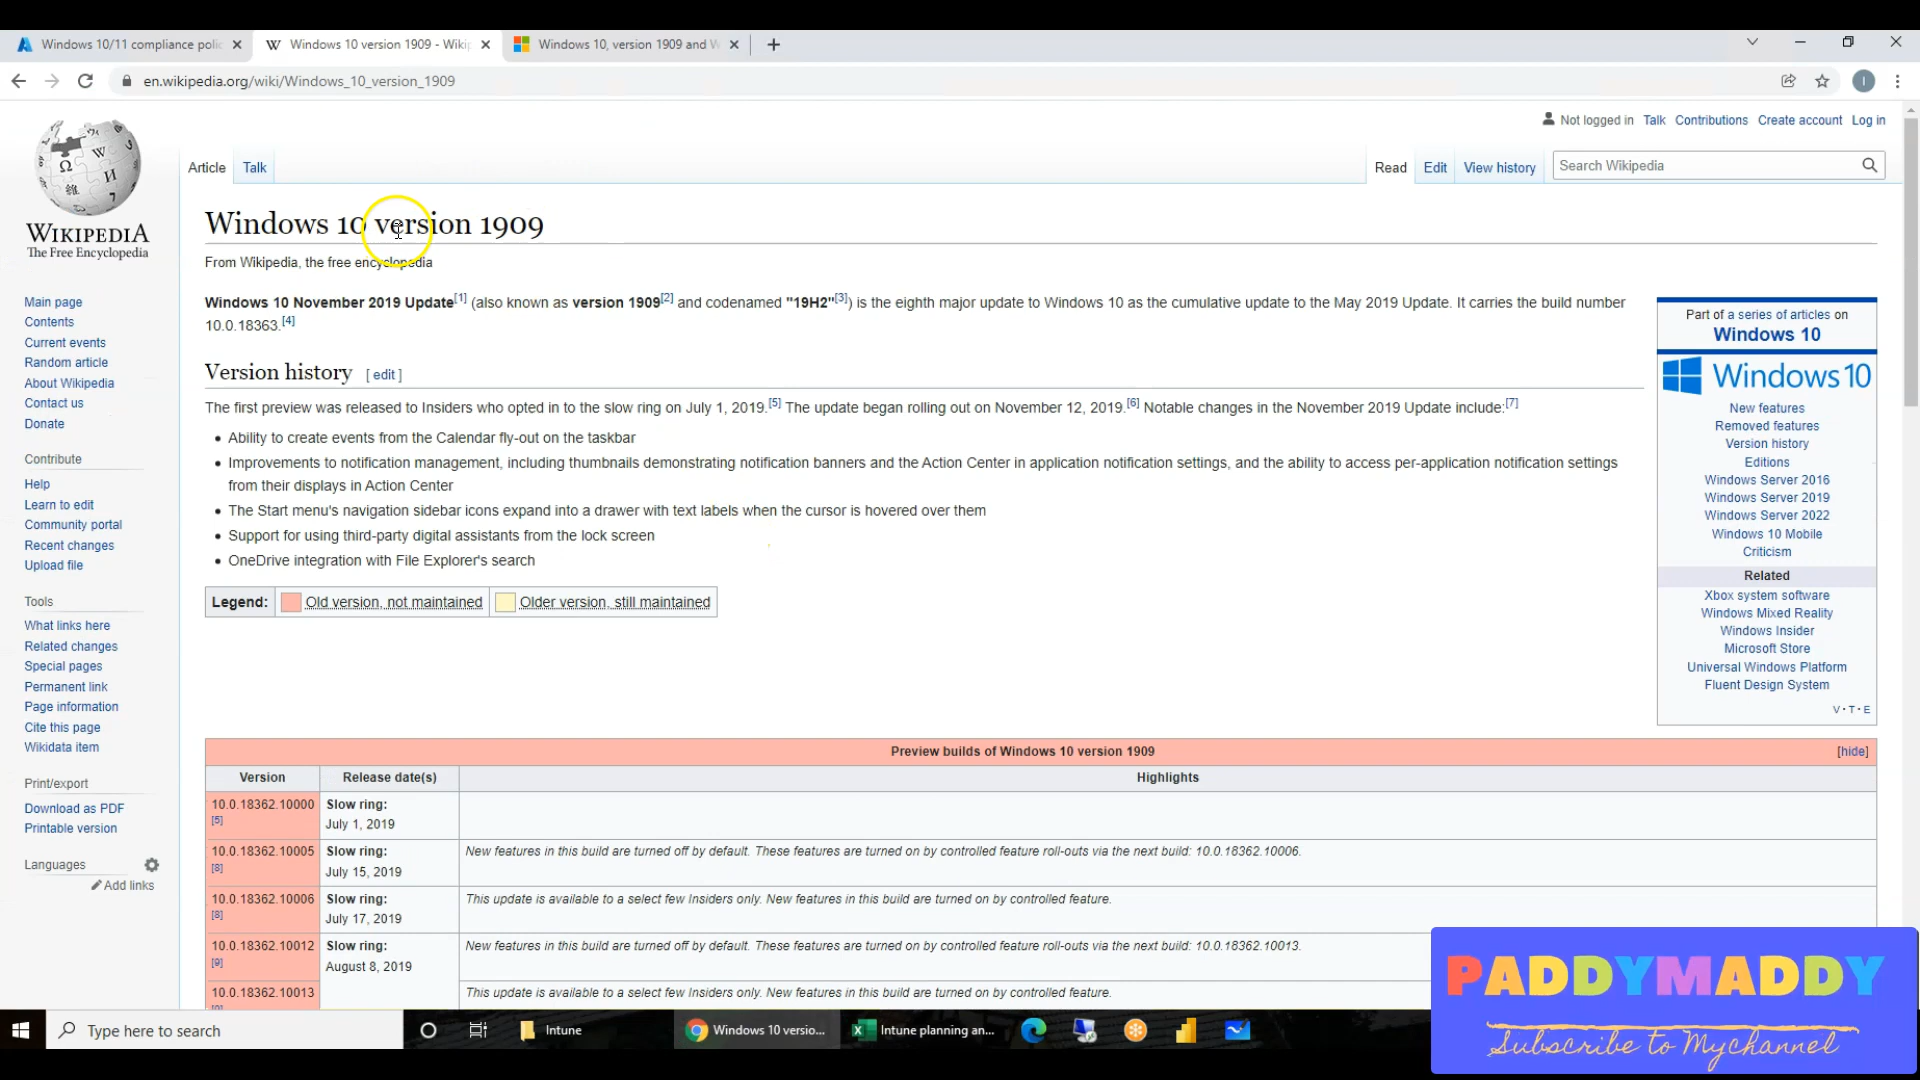 Windows 10/11 compliance polic
Windows 10 version 1909 - Wikip
Windows 10, version 1909 and W
en.wikipedia.org/wiki/Windows_10_version_1909
I
Not logged in Talk Contributions Create account Log in
Article Talk
Read Edit View history Search Wikipedia
WIKIPEDIA
The Free Encyclopedia
Main page
Contents
Current events
Random article
About Wikipedia
Contact us
Donate
Contribute
Help
Learn to edit
Community portal
Recent changes
Upload file
Tools
What links here
Related changes
Special pages
Permanent link
Page information
Cite this page
Wikidata item
Print/export
Download as PDF
Printable version
Languages
Add links
Windows 10 version 1909
From Wikipedia, the free encyclopedia
Windows 10 November 2019 Update[1] (also known as version 1909[2] and codenamed "19H2"[3]) is the eighth major update to Windows 10 as the cumulative update to the May 2019 Update. It carries the build number
10.0.18363.[4]
Version history [ edit ]
The first preview was released to Insiders who opted in to the slow ring on July 1, 2019.[5] The update began rolling out on November 12, 2019.[6] Notable changes in the November 2019 Update include:[7]
• Ability to create events from the Calendar fly-out on the taskbar
• Improvements to notification management, including thumbnails demonstrating notification banners and the Action Center in application notification settings, and the ability to access per-application notification settings
from their displays in Action Center
• The Start menu's navigation sidebar icons expand into a drawer with text labels when the cursor is hovered over them
• Support for using third-party digital assistants from the lock screen
• OneDrive integration with File Explorer's search
Legend: Old version, not maintained Older version, still maintained
Part of a series of articles on
Windows 10
Windows 10
New features
Removed features
Version history
Editions
Windows Server 2016
Windows Server 2019
Windows Server 2022
Windows 10 Mobile
Criticism
Related
Xbox system software
Windows Mixed Reality
Windows Insider
Microsoft Store
Universal Windows Platform
Fluent Design System
V · T · E
Preview builds of Windows 10 version 1909 [hide]
Version Release date(s) Highlights
10.0.18362.10000 Slow ring:
[5] July 1, 2019
10.0.18362.10005 Slow ring: New features in this build are turned off by default. These features are turned on by controlled feature roll-outs via the next build: 10.0.18362.10006.
[8] July 15, 2019
10.0.18362.10006 Slow ring: This update is available to a select few Insiders only. New features in this build are turned on by controlled feature.
[8] July 17, 2019
10.0.18362.10012 Slow ring: New features in this build are turned off by default. These features are turned on by controlled feature roll-outs via the next build: 10.0.18362.10013.
[9] August 8, 2019
10.0.18362.10013 This update is available to a select few Insiders only. New features in this build are turned on by controlled feature.
PADDYMADDY
Subscribe to Mychannel
Type here to search
Intune
Windows 10 versio...
Intune planning an...